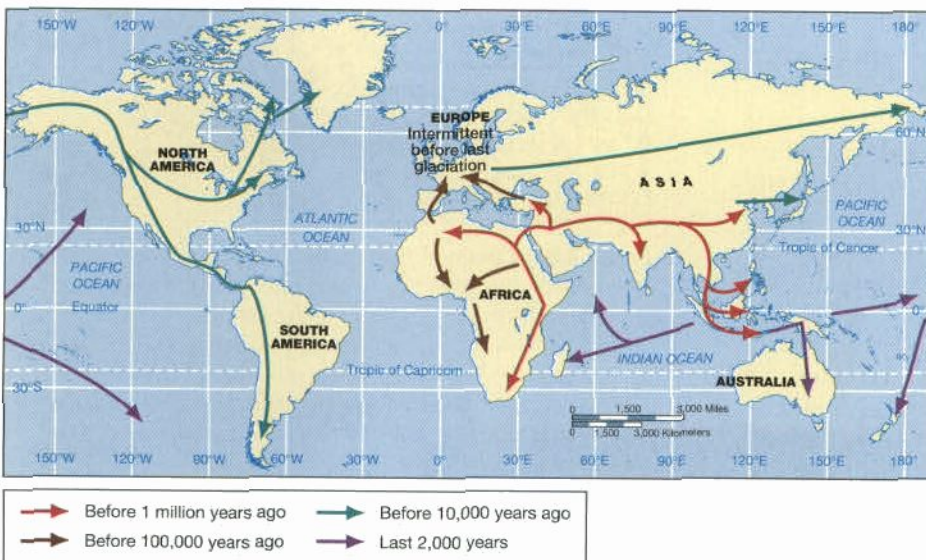 150°W 120°W 90°W 60°W 30°W 0° 30°E 60°E 90°E 120°E 150°E 180°
EUROPE
Intermittent
before last
glaciation
60°N
NORTH
AMERICA
ASIA
ATLANTIC
OCEAN
PACIFIC
OCEAN
30°N
30°N
Tropic of Cancer
PACIFIC
OCEAN
Equator
0°
AFRICA
0°
SOUTH
AMERICA
INDIAN OCEAN
Tropic of Capricorn
AUSTRALIA
30°S
30°S
0 1,500 3,000 Miles
0 1,500 3,000 Kilometers
150°W 120°W 90°W 60°W 30°W 0° 30°E 60°E 90°E 120°E 150°E 180°
Before 1 million years ago
Before 10,000 years ago
Before 100,000 years ago
Last 2,000 years